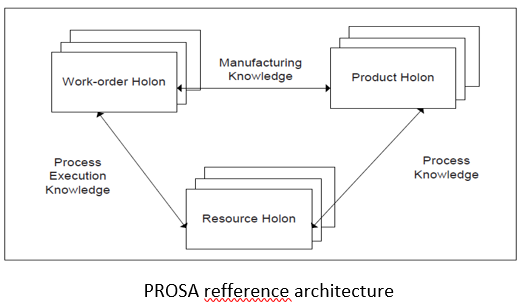 Manufacturing
Knowledge
Work-order Holon
Product Holon
Process
Execution
Knowledge
Process
Knowledge
Resource Holon
PROSA refference architecture